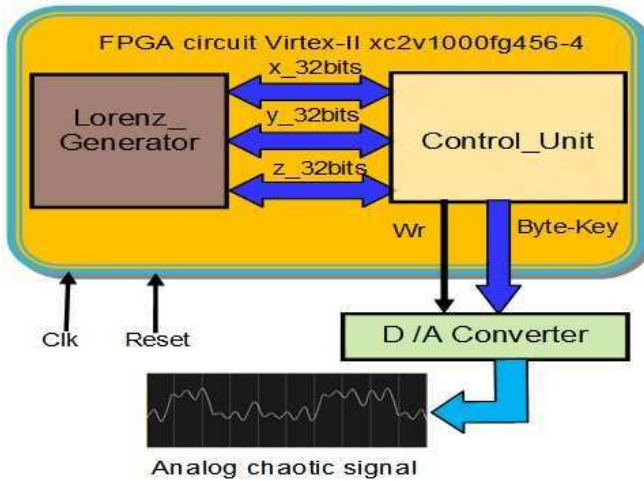 FPGA circuit Virtex-II xc2v1000fg456-4
x_32bits
Lorenz_
Generator
y_32bits
Control_Unit
z_32bits
Wr
Byte-Key
Clk
Reset
D /A Converter
Analog chaotic signal